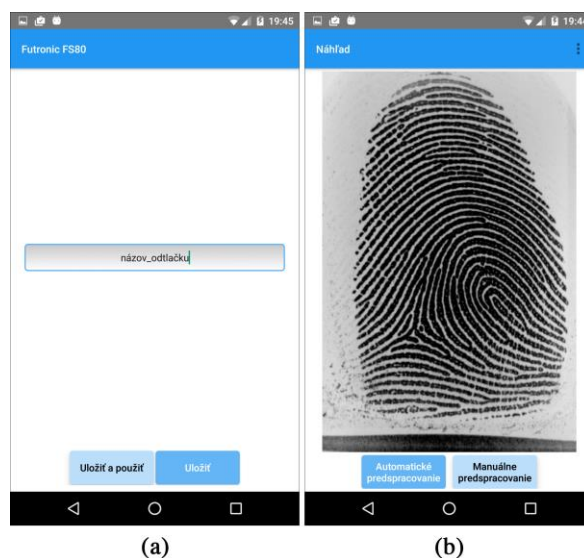 19:45
Futronic FS80
názov_odtlačku
Uložiť a použiť
Uložiť
(a)
19:44
Náhľad
Automatické
predspracovanie
Manuálne
predspracovanie
(b)